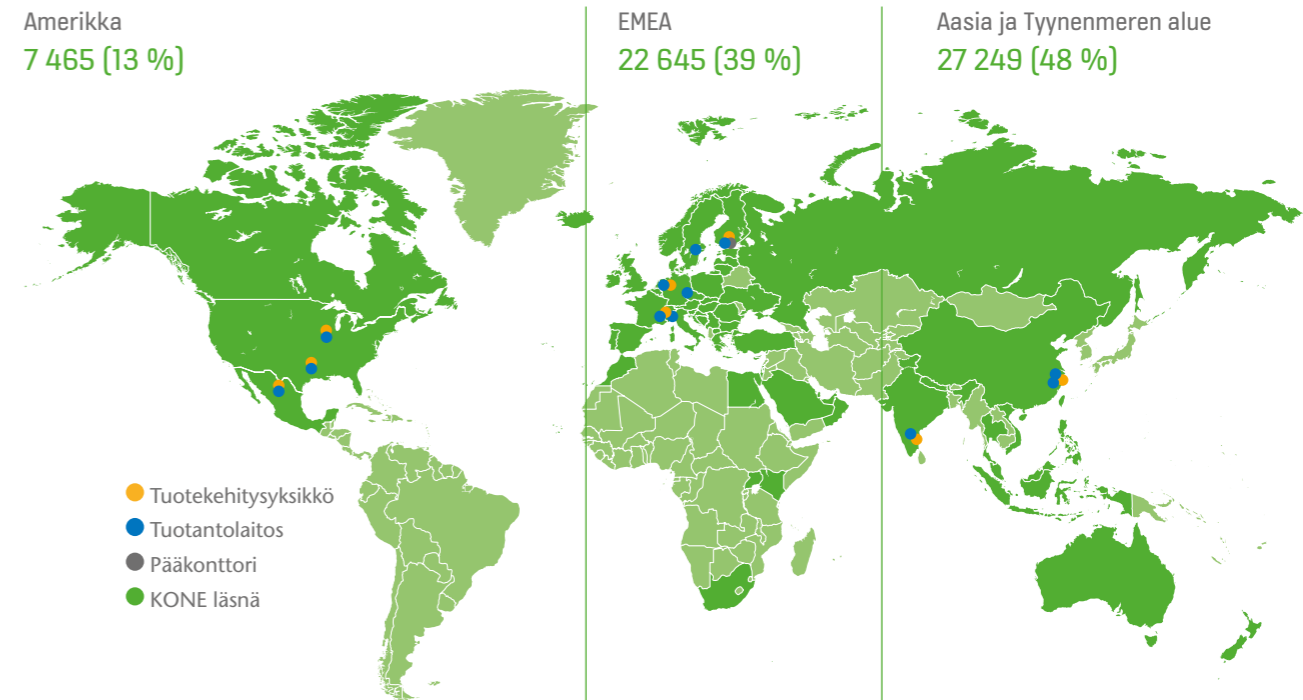 Amerikka
7 465 (13 %)
EMEA
22 645 (39 %)
Aasia ja Tyynenmeren alue
27 249 (48 %)
Tuotekehitysyksikkö
Tuotantolaitos
Pääkonttori
KONE läsnä